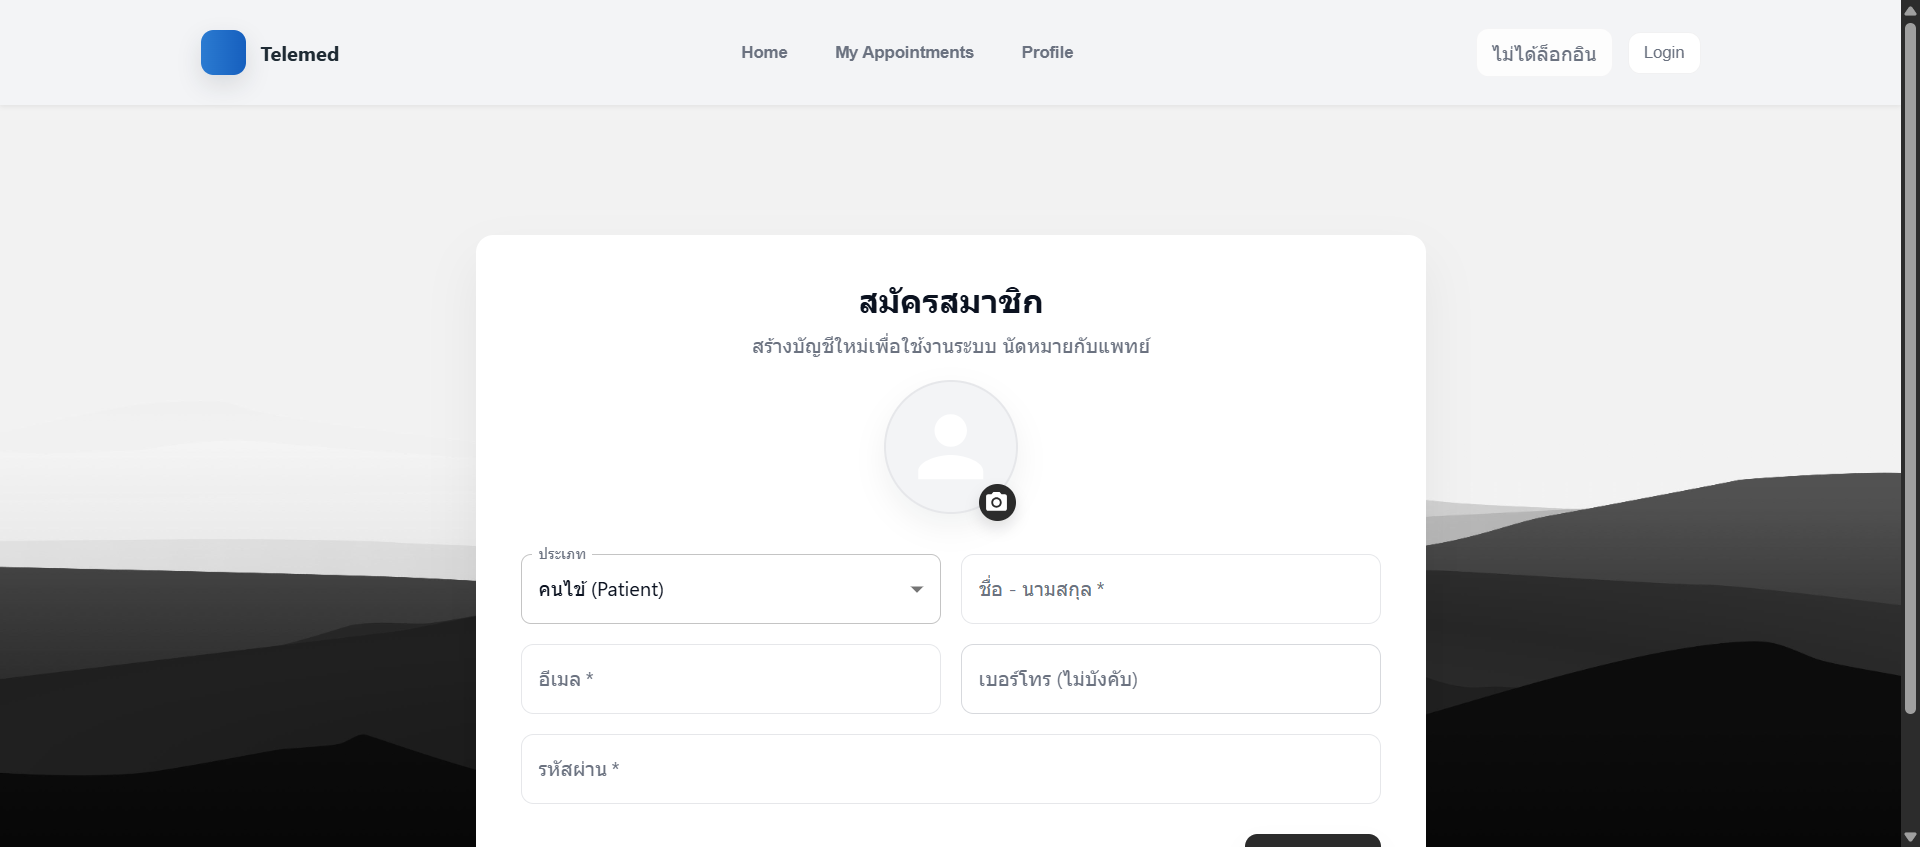 Telemed
Home
My Appointments
Profile
ไม่ได้ล็อกอิน
Login
สมัครสมาชิก
สร้างบัญชีใหม่เพื่อใช้งานระบบ นัดหมายกับแพทย์
ประเภท
คนไข้ (Patient)
ชื่อ - นามสกุล *
อีเมล *
เบอร์โทร (ไม่บังคับ)
รหัสผ่าน *